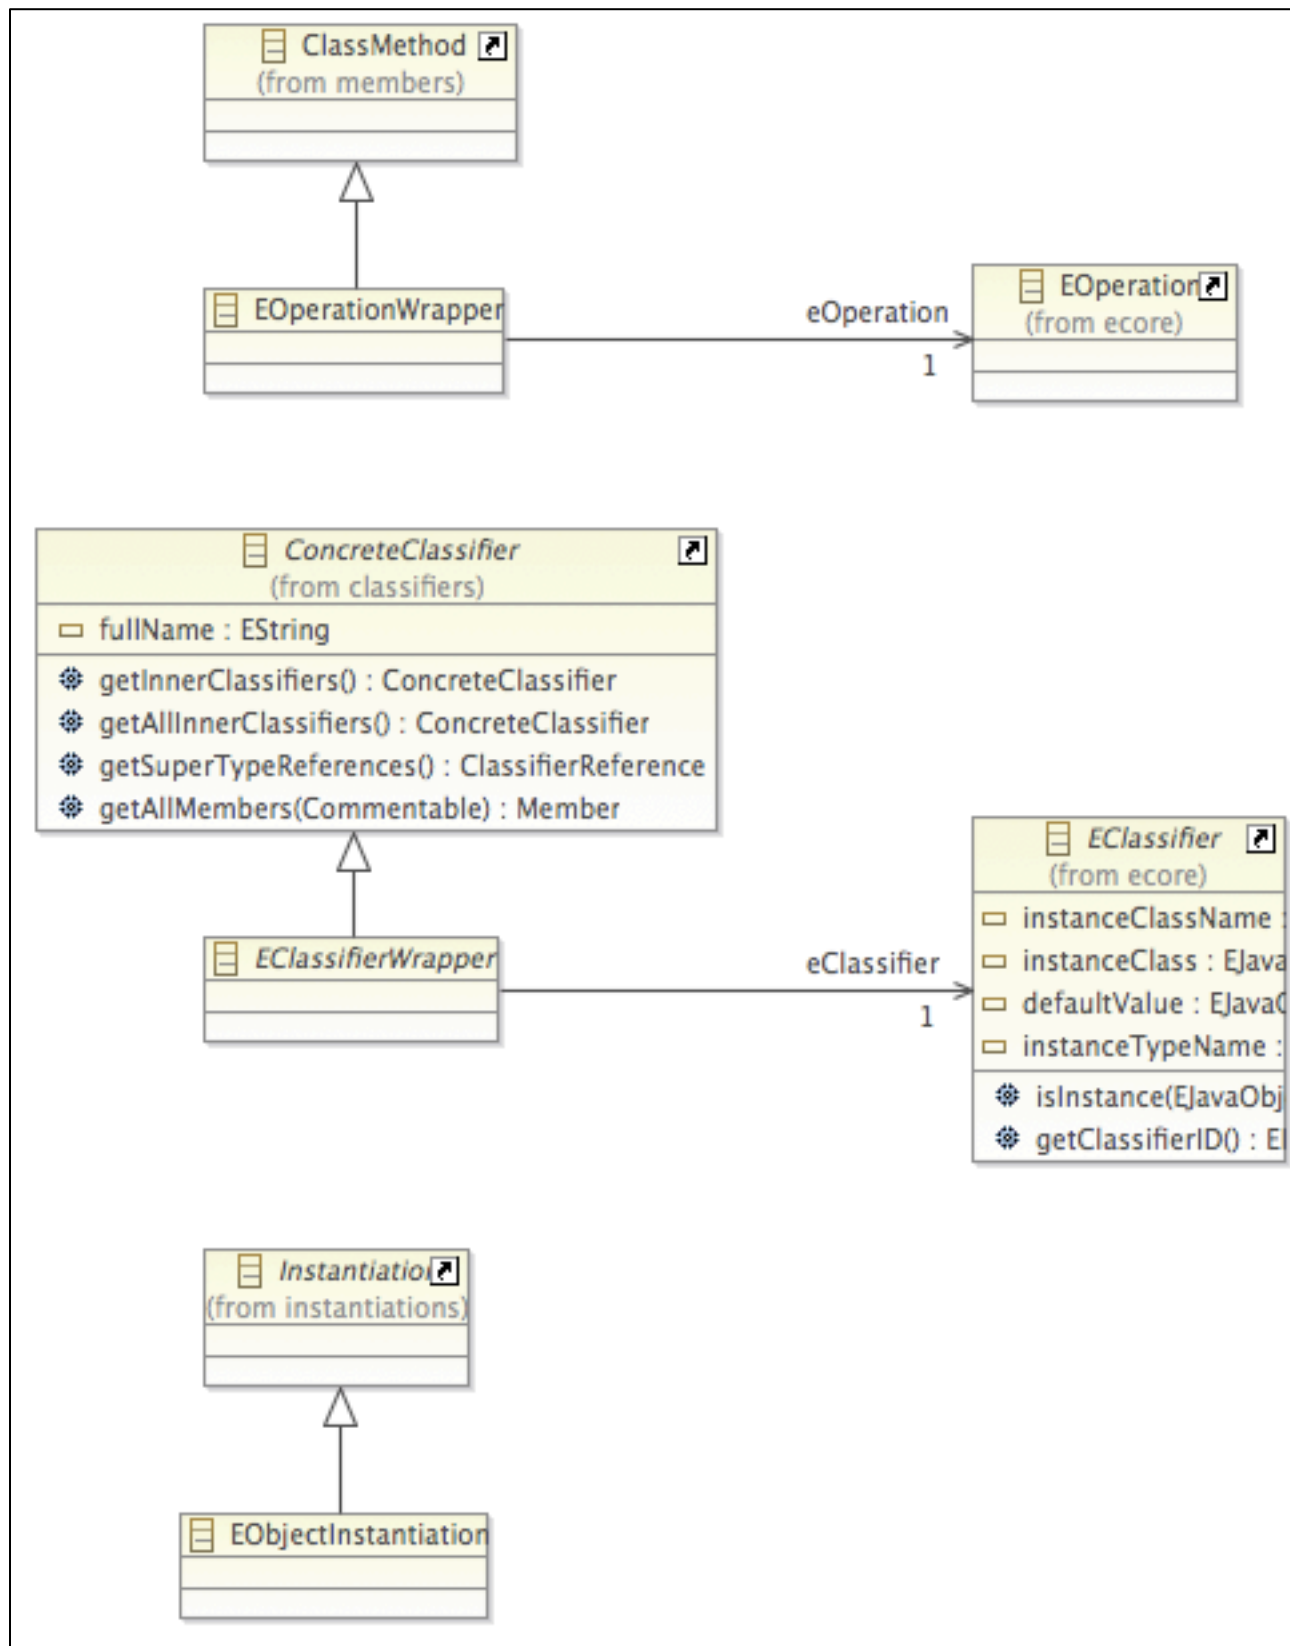 ClassMethod
(from members)
EOperationWrapper
eOperation
1
EOperation
(from ecore)
ConcreteClassifier
(from classifiers)
fullName : EString
getInnerClassifiers() : ConcreteClassifier
getAllInnerClassifiers() : ConcreteClassifier
getSuperTypeReferences() : ClassifierReference
getAllMembers(Commentable) : Member
EClassifierWrapper
eClassifier
1
EClassifier
(from ecore)
instanceClassName :
instanceClass : EJava
defaultValue : EJava
instanceTypeName :
isInstance(EJavaObj
getClassifierID() :
(from instantiations)
EObjectInstantiation